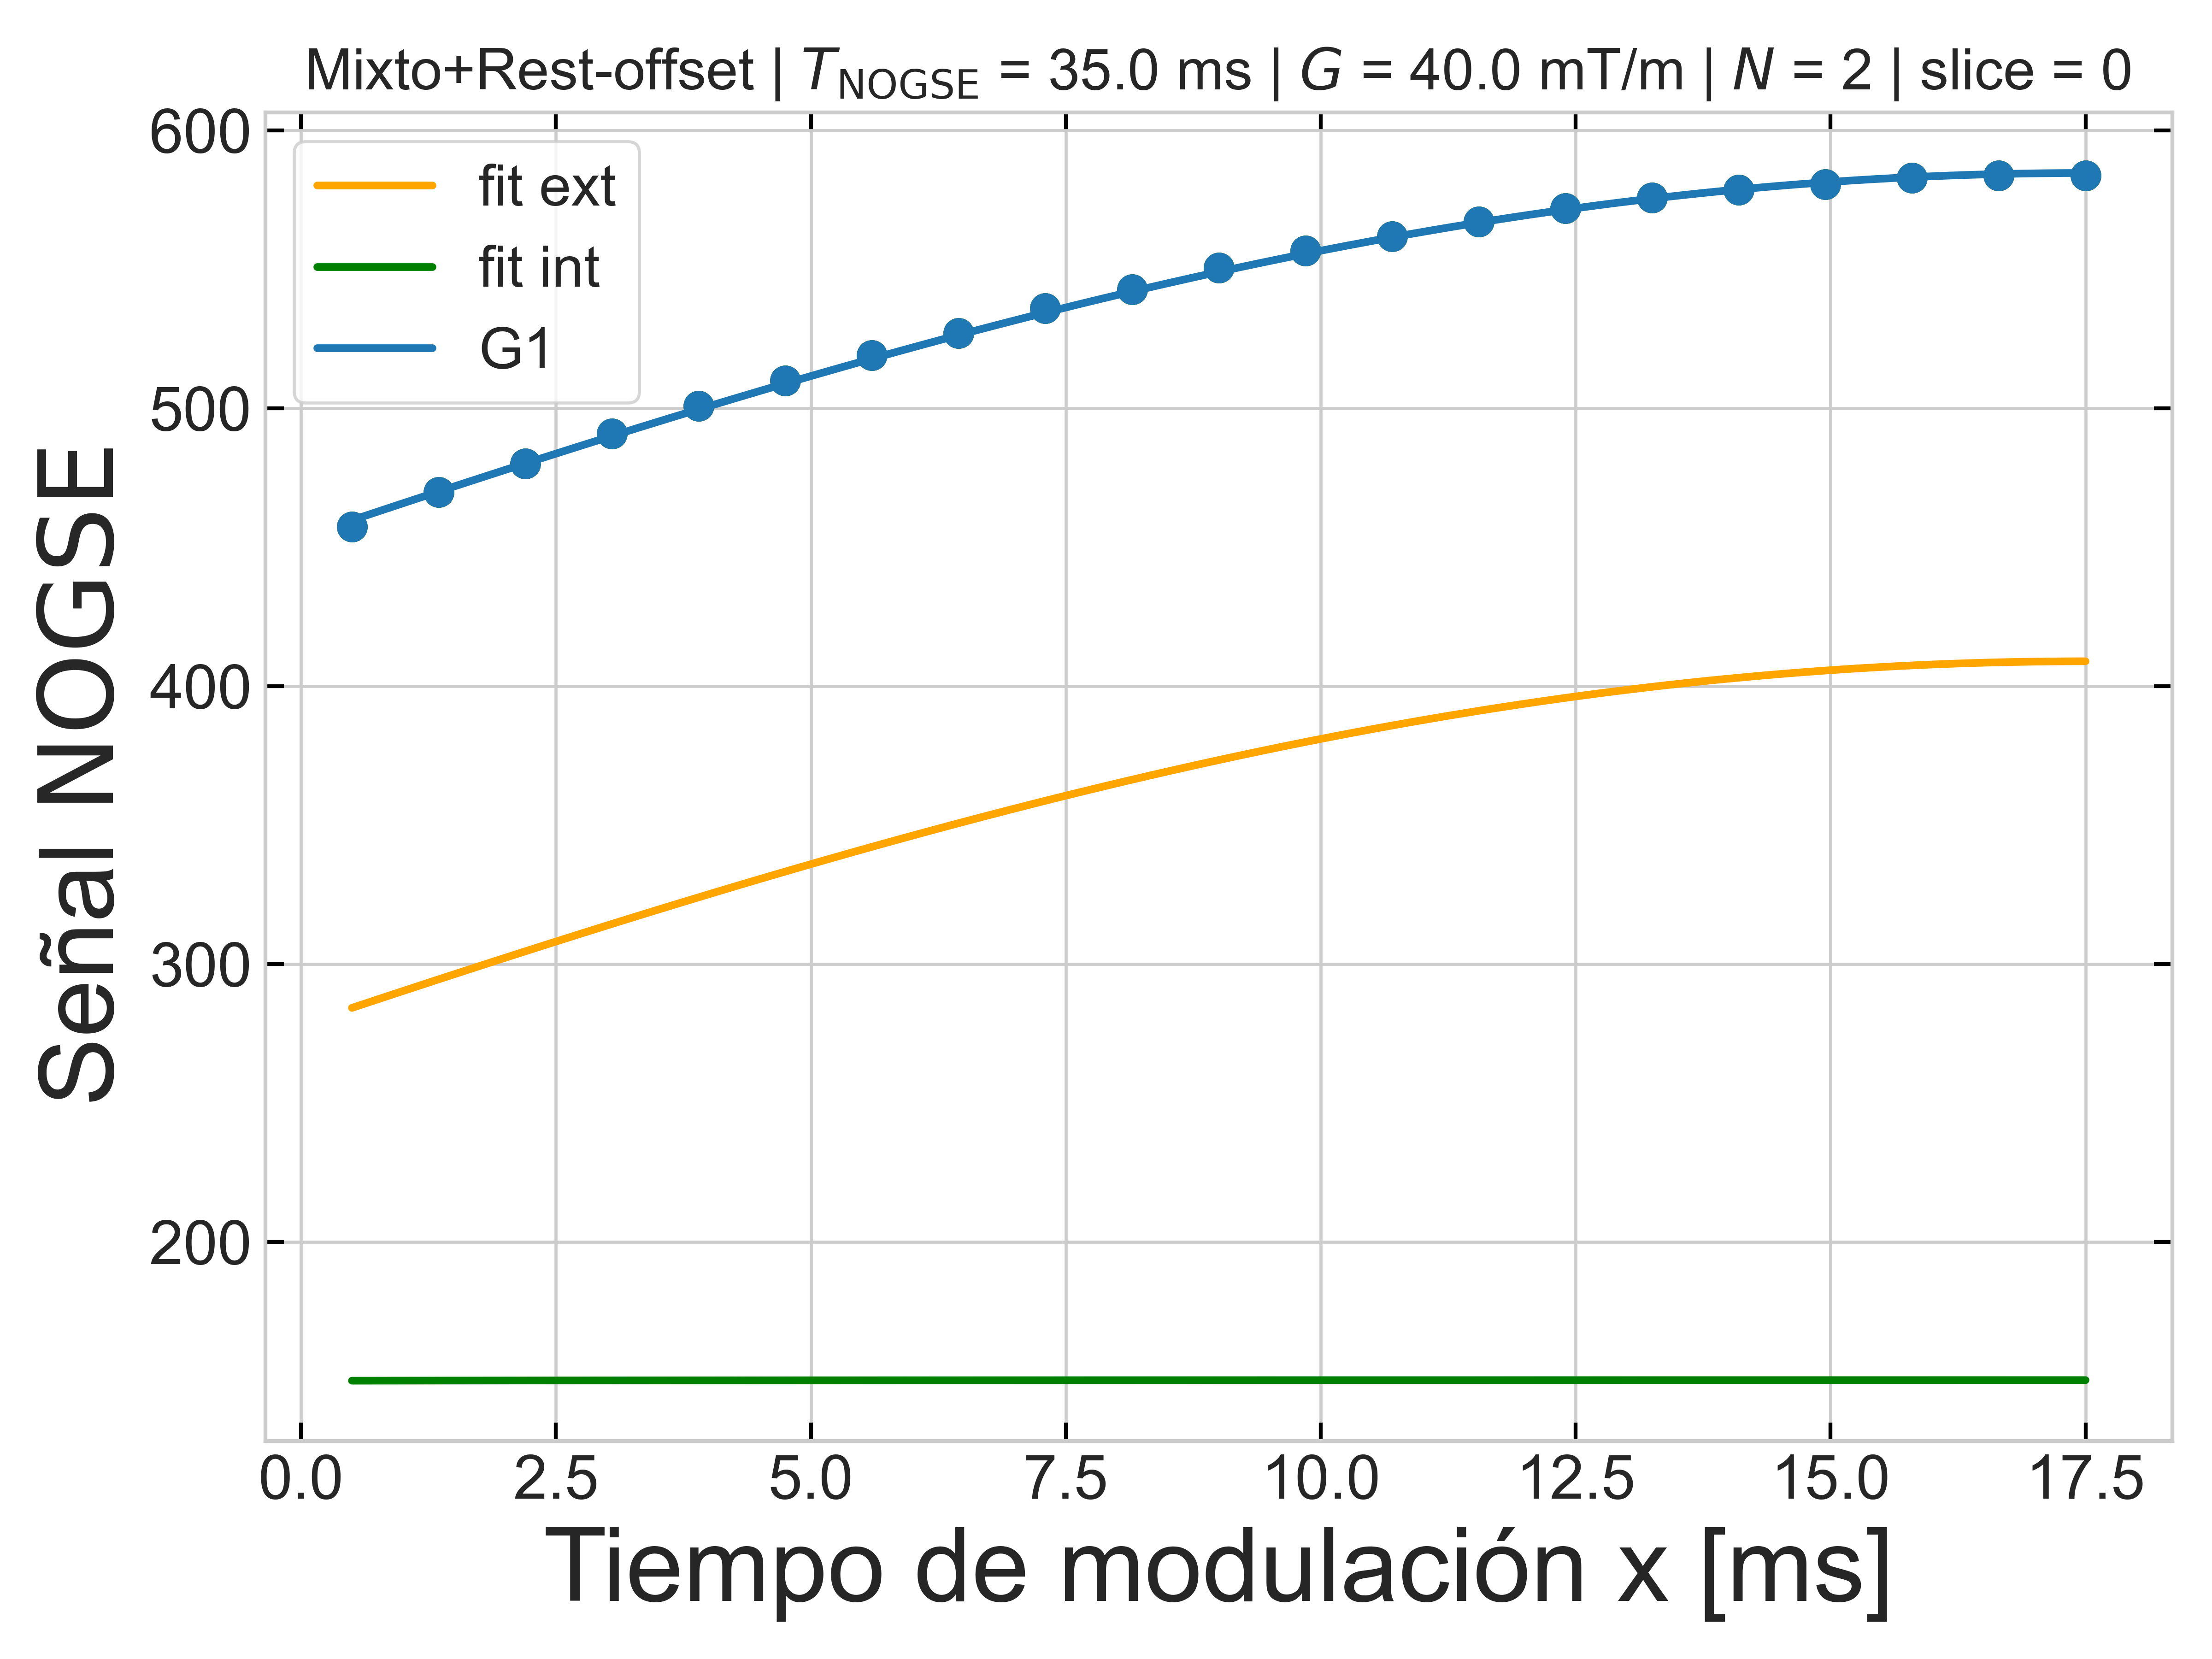 Mixto+Rest-offset | T_NOGSE = 35.0 ms | G = 40.0 mT/m | N = 2 | slice = 0
600
500
400
300
200
fit ext
fit int
G1
Señal NOGSE
0.0 2.5 5.0 7.5 10.0 12.5 15.0 17.5
Tiempo de modulación x [ms]